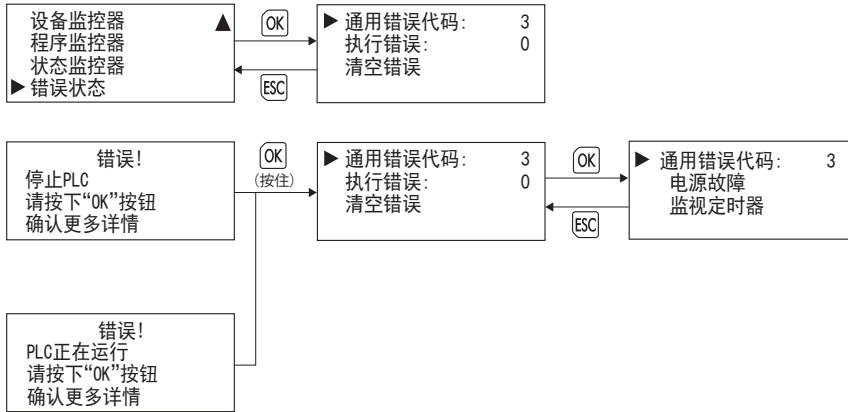 设备监控器 ▲
程序监控器
状态监控器
▶ 错误状态
OK
ESC
▶ 通用错误代码: 3
执行错误: 0
清空错误
错误!
停止PLC
请按下“OK”按钮
确认更多详情
OK
(按住)
▶ 通用错误代码: 3
执行错误: 0
清空错误
OK
ESC
▶ 通用错误代码: 3
电源故障
监视定时器
错误!
PLC正在运行
请按下“OK”按钮
确认更多详情